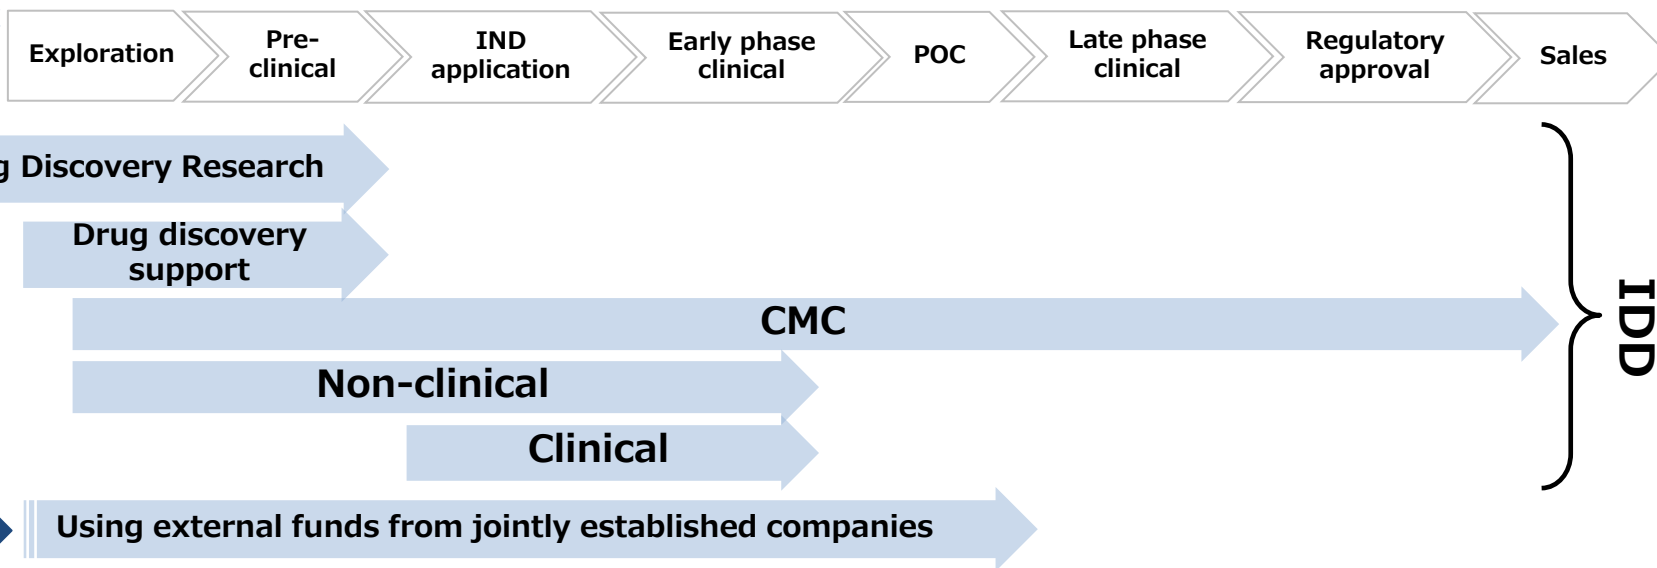 Exploration
Pre-
clinical
IND
application
Early phase
clinical
POC
Late phase
clinical
Regulatory
approval
Sales
g Discovery Research
Drug discovery
support
CMC
Non-clinical
Clinical
Using external funds from jointly established companies
IDD